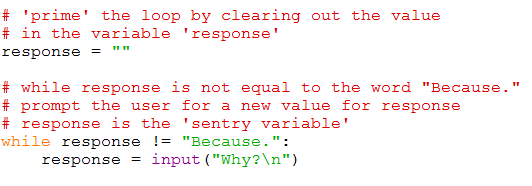 # 'prime' the loop by clearing out the value
# in the variable 'response'
response = ""

# while response is not equal to the word "Because."
# prompt the user for a new value for response
# response is the 'sentry variable'
while response != "Because.":
    response = input("Why?\n")